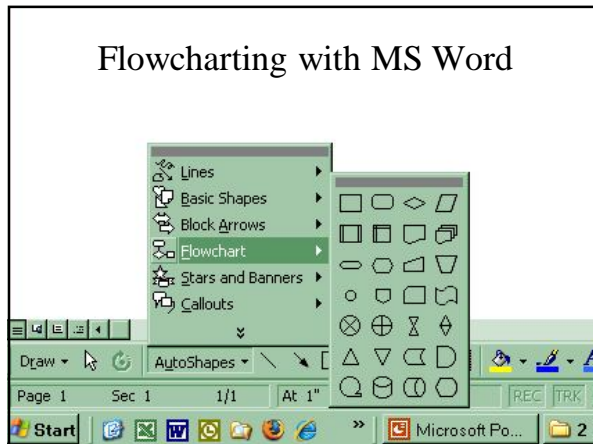 Flowcharting with MS Word
Lines
Basic Shapes
Block Arrows
Flowchart
Stars and Banners
Callouts
Draw AutoShapes
Page 1 Sec 1 1/1 At 1" REC TRK
Start » Microsoft Po... 2